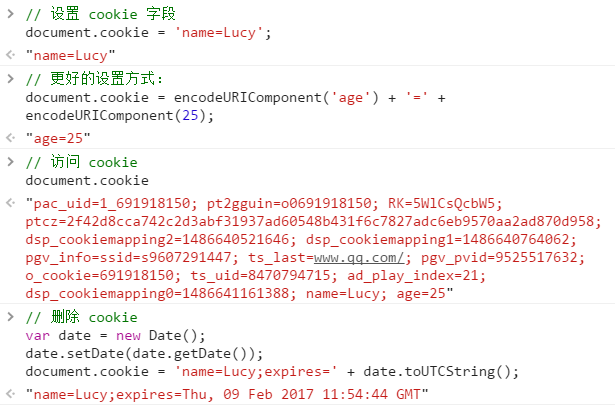 // 设置 cookie 字段
document.cookie = 'name=Lucy';
"name=Lucy"
// 更好的设置方式:
document.cookie = encodeURIComponent('age') + '=' +
encodeURIComponent(25);
"age=25"
// 访问 cookie
document.cookie
"pac_uid=1_691918150; pt2gguin=o0691918150; RK=5WlCsQcbW5;
ptcz=2f42d8cca742c2d3abf31937ad60548b431f6c7827adc6eb9570aa2ad870d958;
dsp_cookiemapping2=1486640521646; dsp_cookiemapping1=1486640764062;
pgv_info=ssid=s9607291447; ts_last=www.qq.com/; pgv_pvid=9525517632;
o_cookie=691918150; ts_uid=8470794715; ad_play_index=21;
dsp_cookiemapping0=1486641161388; name=Lucy; age=25"
// 删除 cookie
var date = new Date();
date.setDate(date.getDate());
document.cookie = 'name=Lucy;expires=' + date.toUTCString();
"name=Lucy;expires=Thu, 09 Feb 2017 11:54:44 GMT"